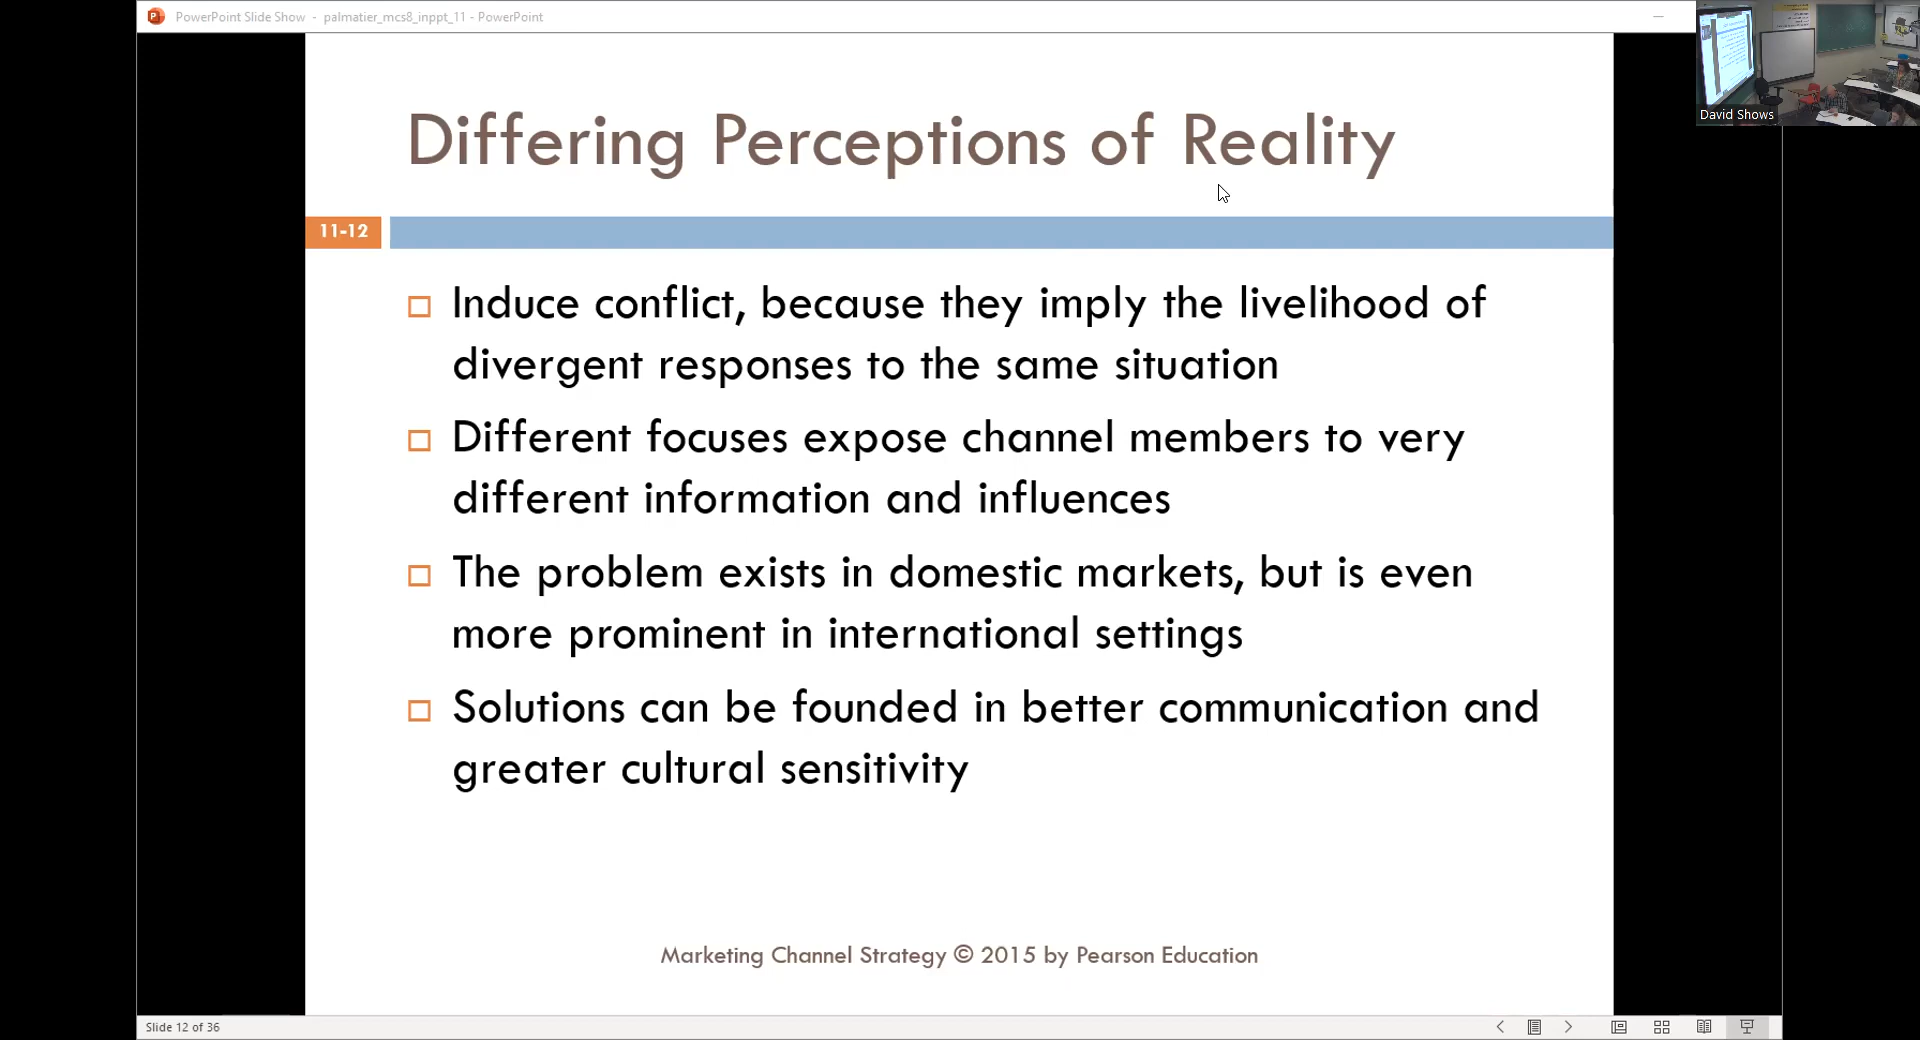 PowerPoint Slide Show - palmatier_mcs8_inppt_11 - PowerPoint
David Shows
Differing Perceptions of Reality
11-12
Induce conflict, because they imply the livelihood of
divergent responses to the same situation
Different focuses expose channel members to very
different information and influences
The problem exists in domestic markets, but is even
more prominent in international settings
Solutions can be founded in better communication and
greater cultural sensitivity
Marketing Channel Strategy © 2015 by Pearson Education
Slide 12 of 36